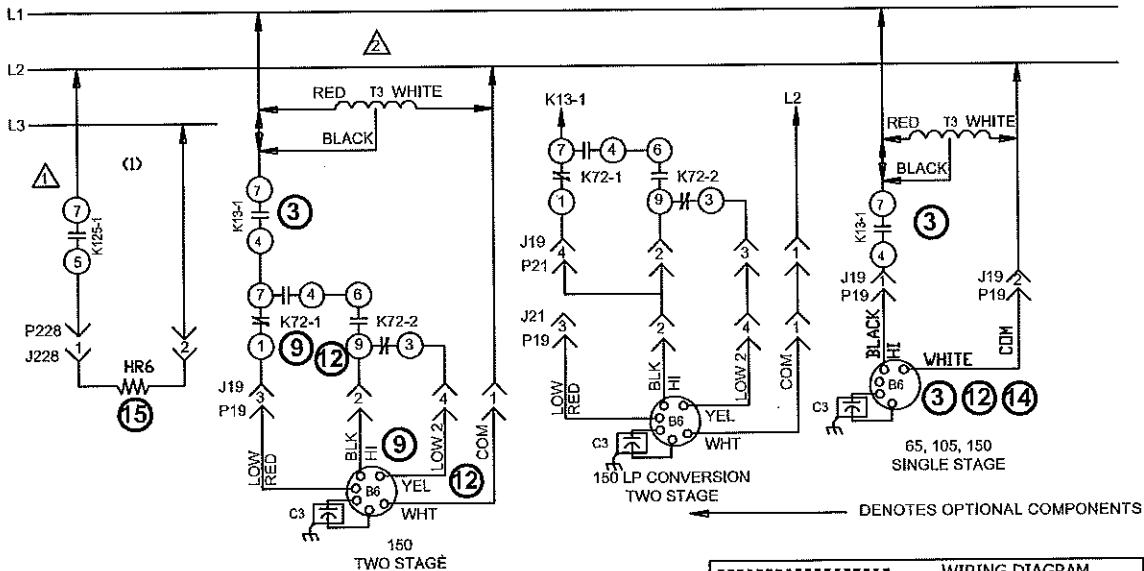 L1
L2
L3
(1)
1
2
RED T3 WHITE
BLACK
7
K125-1
5
P228
J228
1
2
HR6
15
7
K13-1
4
3
7 4 6
K72-1 K72-2
1 9 12 9 3
J19
P19
3 2 4 1
LOW
RED
BLK
HI
9
LOW 2
YEL
12
COM
WHT
B6
C3
150
TWO STAGE
K13-1
L2
7 4 6
K72-1 K72-2
1 9 3
J19
P21
4 2 3 1
J21
P19
3 2 4 1
LOW
RED
BLK
HI
LOW 2
YEL
COM
WHT
B6
C3
150 LP CONVERSION
TWO STAGE
RED T3 WHITE
BLACK
7
K13-1
4
3
J19
P19
1
J19
P19
2
BLACK
HI
WHITE
COM
B6
C3
3 12 14
65, 105, 150
SINGLE STAGE
DENOTES OPTIONAL COMPONENTS
WIRING DIAGRAM